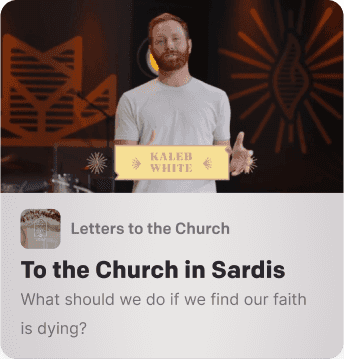 KALEB
WHITE
Letters to the Church
To the Church in Sardis
What should we do if we find our faith
is dying?